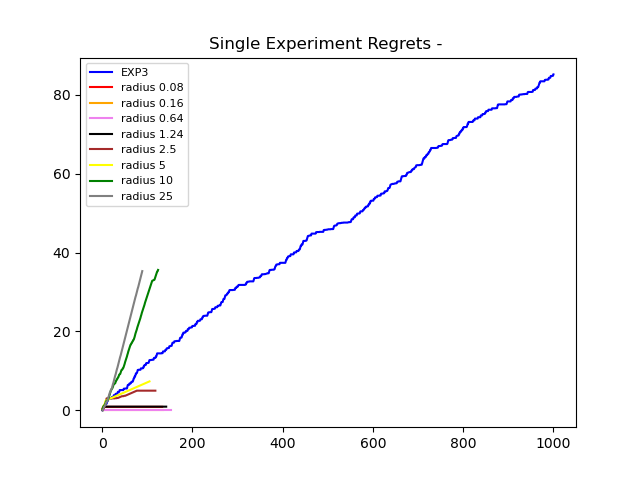 Single Experiment Regrets -
EXP3
radius 0.08
radius 0.16
radius 0.64
radius 1.24
radius 2.5
radius 5
radius 10
radius 25
80
60
40
20
0
0 200 400 600 800 1000